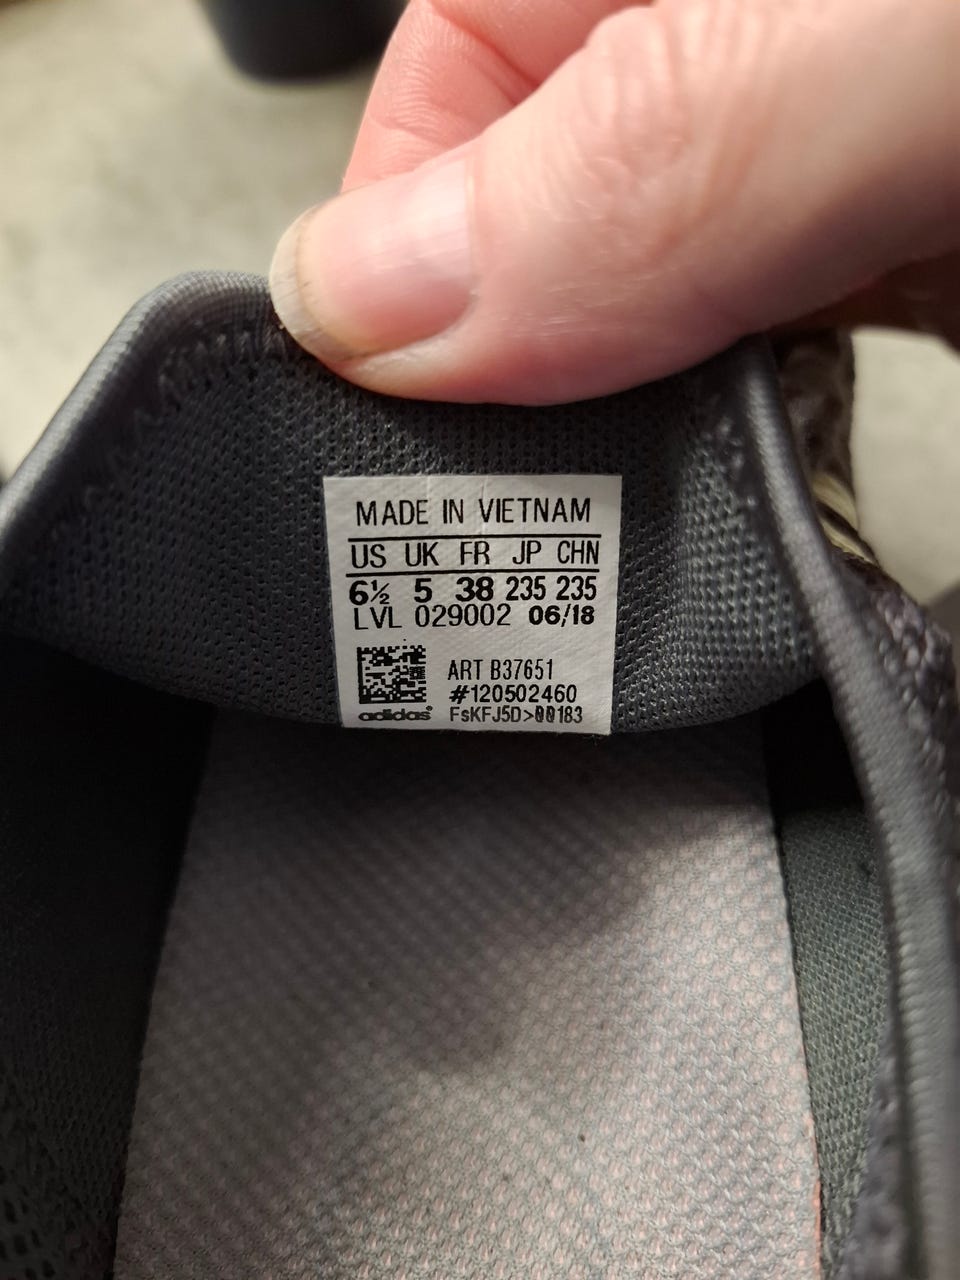 MADE IN VIETNAM
US UK FR JP CHN
6½ 5 38 235 235
LVL 029002 06/18
ART B37651
#120502460
adidas FsKFJ5D>00183